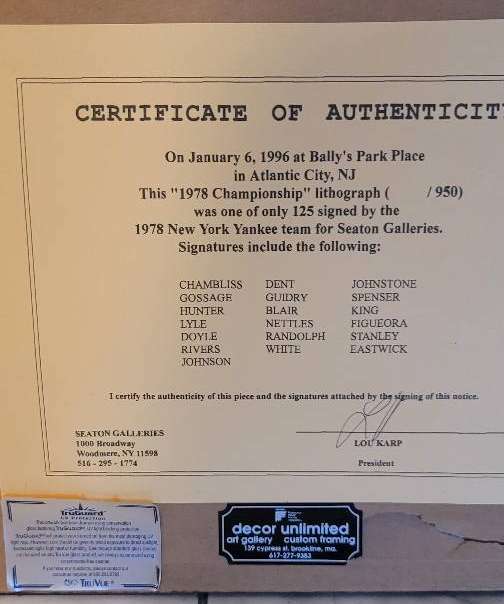 CERTIFICATE OF AUTHENTICIT
On January 6, 1996 at Bally's Park Place
in Atlantic City, NJ
This "1978 Championship" lithograph ( / 950)
was one of only 125 signed by the
1978 New York Yankee team for Seaton Galleries.
Signatures include the following:
CHAMBLISS DENT JOHNSTONE
GOSSAGE GUIDRY SPENSER
HUNTER BLAIR KING
LYLE NETTLES FIGUEORA
DOYLE RANDOLPH STANLEY
RIVERS WHITE EASTWICK
JOHNSON
I certify the authenticity of this piece and the signatures attached by the signing of this notice.
SEATON GALLERIES
1000 Broadway
Woodmere, NY 11598
516 - 295 - 1774
LOU KARP
President
TruGuard
UV Protection
TRUVUE
decor unlimited
art gallery custom framing
139 cypress st. brookline, ma.
617-277-9353